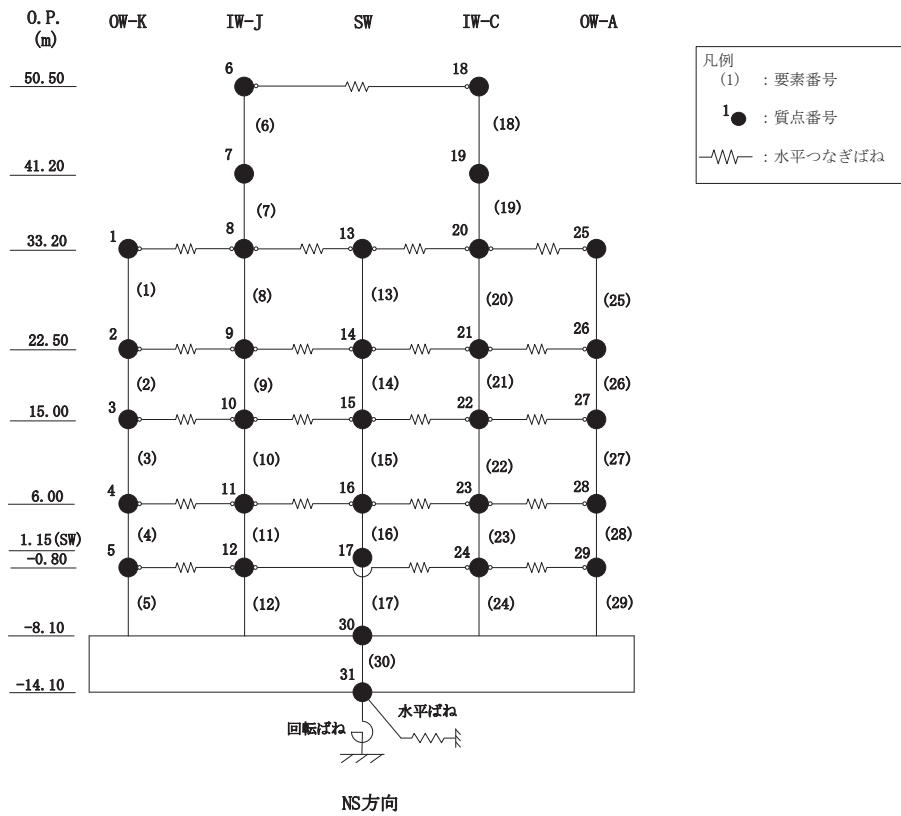 O.P.
(m)
OW-K IW-J SW IW-C OW-A
凡例
(1) : 要素番号
1 : 質点番号
: 水平つなぎばね
50.50 6 18
(6) (18)
41.20 7 19
(7) (19)
33.20 1 8 13 20 25
(1) (8) (13) (20) (25)
22.50 2 9 14 21 26
(2) (9) (14) (21) (26)
15.00 3 10 15 22 27
(3) (10) (15) (22) (27)
6.00 4 11 16 23 28
(4) (11) (16) (23) (28)
1.15(SW) 17
-0.80 5 12 24 29
(5) (12) (17) (24) (29)
-8.10 30
(30)
-14.10 31
水平ばね
回転ばね
NS方向